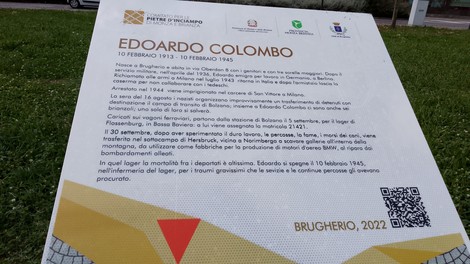 COMITATO PER LE
PIETRE D'INCIAMPO
DI MONZA E BRIANZA
EDOARDO COLOMBO
10 FEBBRAIO 1913 - 10 FEBBRAIO 1945
Nasce a Brugherio e abita in via Oberdan 8 con i genitori e con tre sorelle maggiori. Dopo il
servizio militare, nell'aprile del 1936, Edoardo emigra per lavoro in Germania, a Berlino.
Richiamato alle armi a Milano nel luglio 1943 ritorna in Italia e dopo l'armistizio lascia la
caserma per non collaborare con i tedeschi.
Arrestato nel 1944 viene imprigionato nel carcere di San Vittore a Milano.
La sera del 16 agosto i nazisti organizzano improvvisamente un trasferimento di detenuti con
destinazione il campo di transito di Bolzano, insieme a Edoardo Colombo ci sono anche sei
brianzoli; uno solo di loro si salverà.
Caricati sui vagoni ferroviari, partono dalla stazione di Bolzano il 5 settembre, per il lager di
Flossenburg, in Bassa Baviera; a lui viene assegnata la matricola 21421.
Il 30 settembre, dopo aver sperimentato il duro lavoro, le percosse, la fame, i morsi dei cani, viene
trasferito nel sottocampo di Hersbruck, vicino a Norimberga a scavare gallerie all'interno della
montagna, da utilizzare come fabbriche per la produzione di motori d'aereo BMW, al riparo dai
bombardamenti alleati.
In quel lager la mortalità fra i deportati è altissima. Edoardo si spegne il 10 febbraio 1945,
nell'infermeria del lager, per i traumi gravissimi che le sevizie e le continue percosse gli avevano
procurato.
BRUGHERIO, 2022